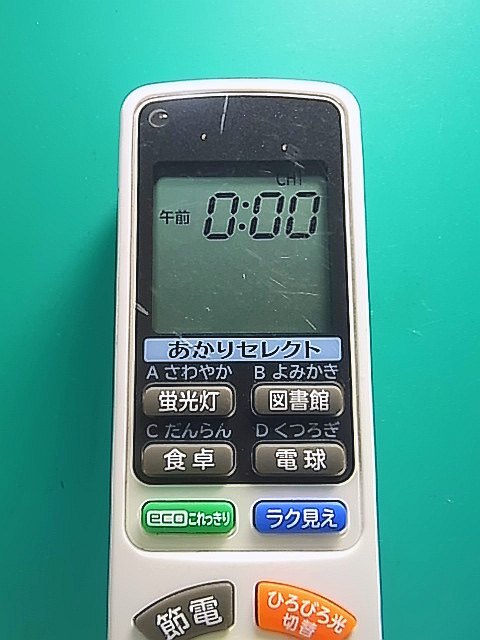 CH1
午前 0:00
あかりセレクト
A さわやか B よみかき
蛍光灯 図書館
C だんらん D くつろぎ
食卓 電球
ecoこれっきり ラク見え
節電 ひろびろ光
切替